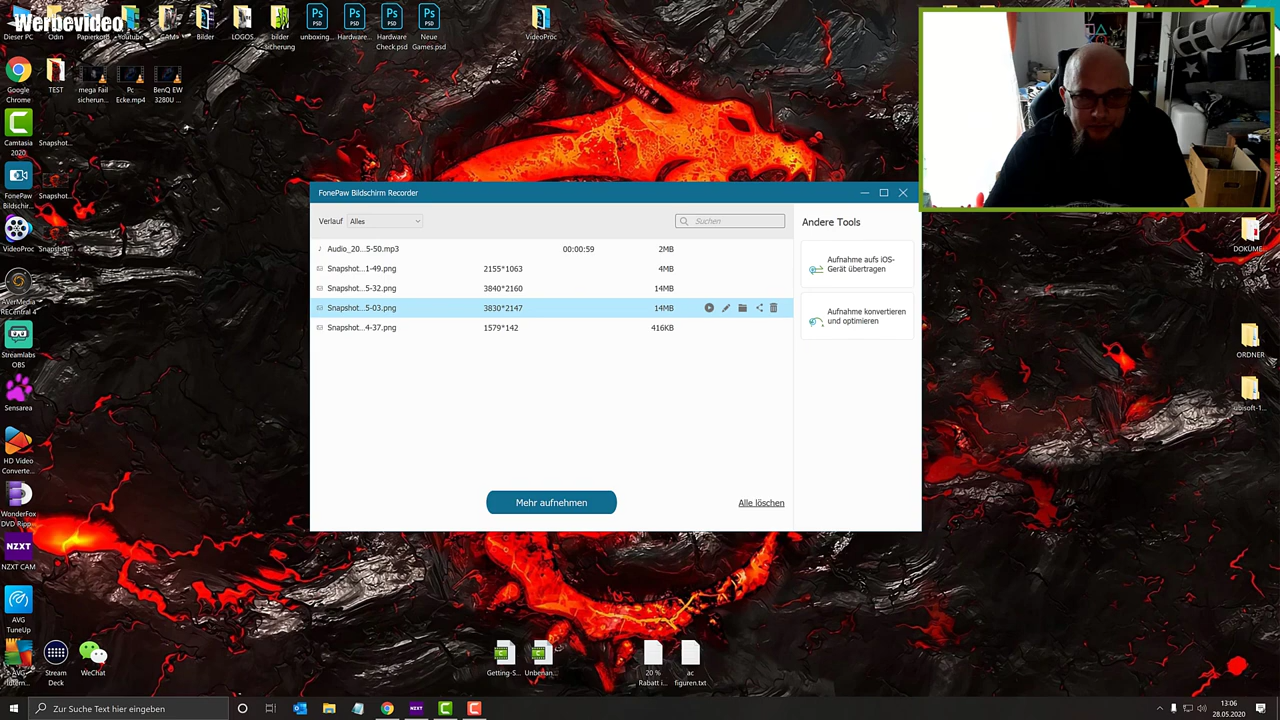 Werbevideo
Dieser PC
Odin
Papierkorb
Youtube
CAM
Bilder
LOGOS
bilder
sicherung
unboxing...
Hardware...
Hardware
Check.psd
Neue
Games.psd
VideoProc
Google
Chrome
TEST
mega Fail
sicherun...
Pc
Ecke.mp4
BenQ EW
3280U ...
Camtasia
2020
Snapshot...
FonePaw
Bildschir...
Snapshot...
VideoProc
Snapshot...
AVerMedia
RECentral 4
Streamlabs
OBS
Sensarea
HD Video
Converte...
WonderFox
DVD Ripp...
NZXT
NZXT CAM
AVG
TuneUp
Stream
Deck
WeChat
FonePaw Bildschirm Recorder
Verlauf
Alles
Suchen
Audio_20...5-50.mp3 00:00:59 2MB
Snapshot...1-49.png 2155*1063 4MB
Snapshot...5-32.png 3840*2160 14MB
Snapshot...5-03.png 3830*2147 14MB
Snapshot...4-37.png 1579*142 416KB
Mehr aufnehmen
Alle löschen
Andere Tools
Aufnahme aufs iOS-
Gerät übertragen
Aufnahme konvertieren
und optimieren
DOKUME...
ORDNER
ubisoft-1...
Getting-S...
Unbenan...
20 %
Rabatt i...
ac
figuren.txt
Zur Suche Text hier eingeben
NZXT
13:06
28.05.2020